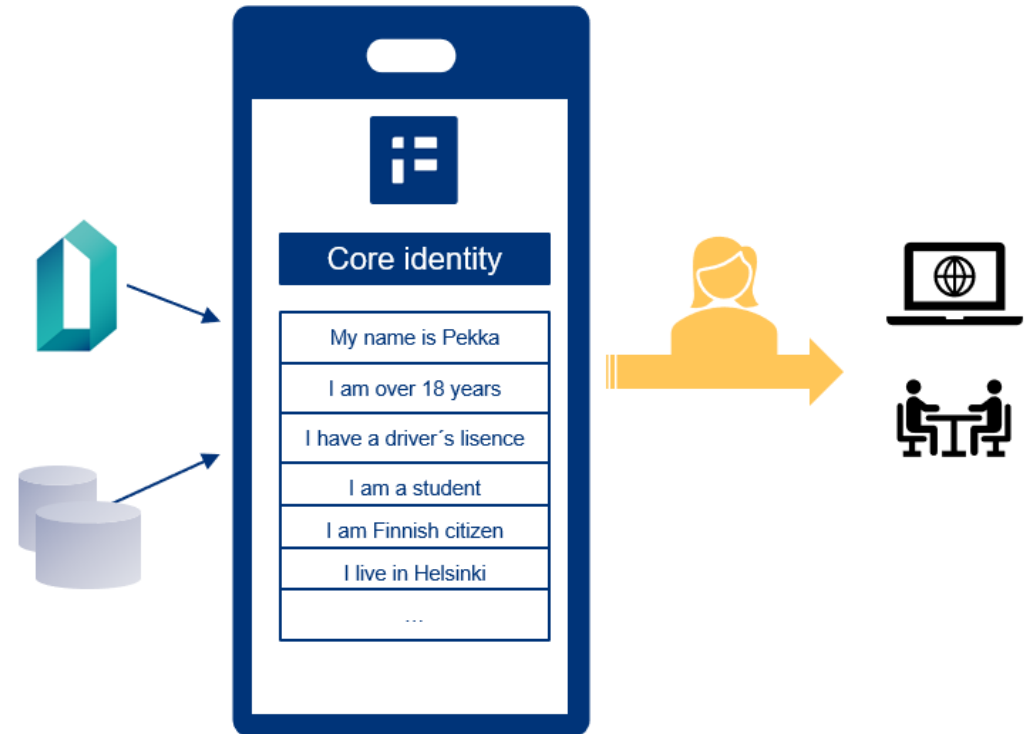 Core identity
My name is Pekka
I am over 18 years
I have a driver´s lisence
I am a student
I am Finnish citizen
I live in Helsinki
...